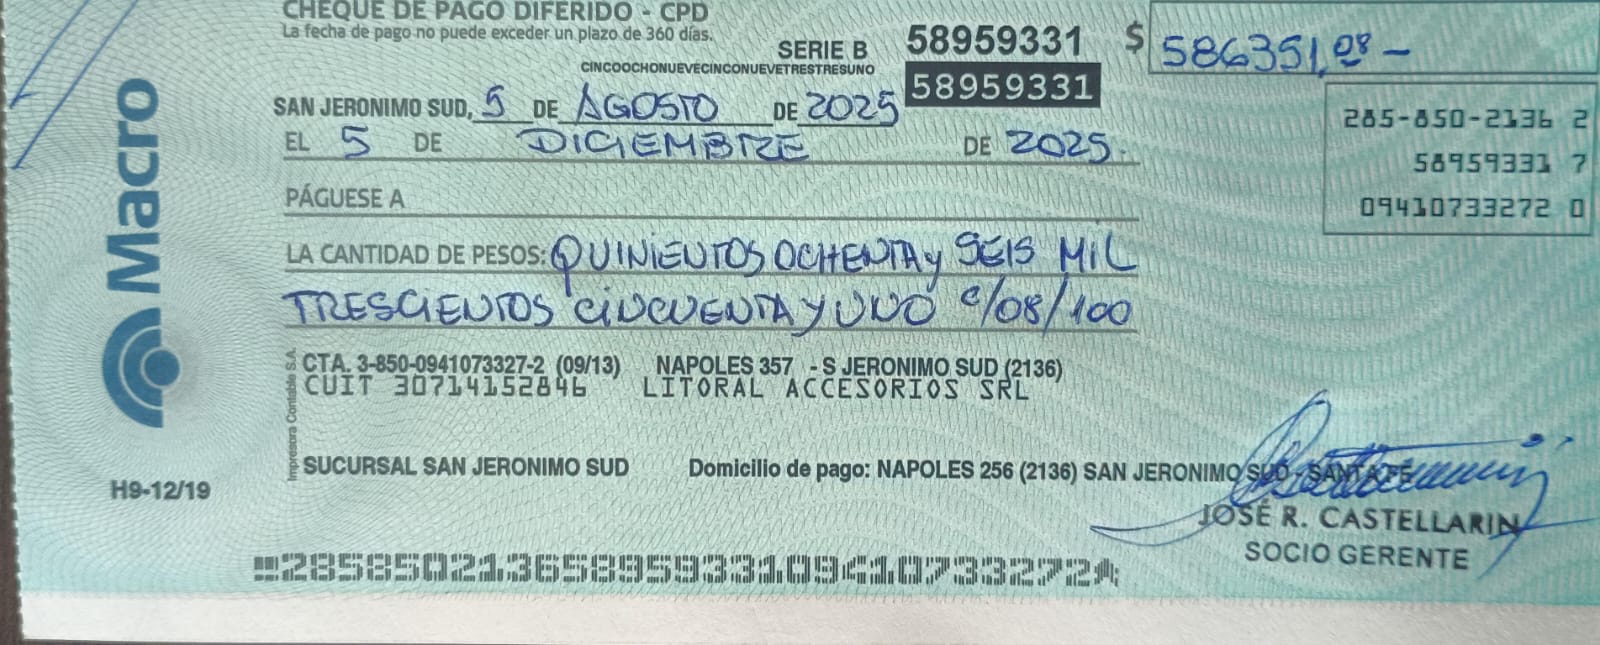 CHEQUE DE PAGO DIFERIDO - CPD
La fecha de pago no puede exceder un plazo de 360 días.
SERIE B 58959331 $ 586351,08 -
CINCOOCHONUEVECINCONUEVETRESTRESUNO
58959331
SAN JERONIMO SUD, 5 DE AGOSTO DE 2025
EL 5 DE DICIEMBRE DE 2025.
285-850-2136 2
58959331 7
09410733272 0
PÁGUESE A
LA CANTIDAD DE PESOS: QUINIENTOS OCHENTA y SEIS MIL
TRESCIENTOS CINCUENTA Y UNO c/08/100
Macro
CTA. 3-850-0941073327-2 (09/13) NAPOLES 357 - S JERONIMO SUD (2136)
CUIT 30714152846 LITORAL ACCESORIOS SRL
Impresora Contable S.A.
SUCURSAL SAN JERONIMO SUD Domicilio de pago: NAPOLES 256 (2136) SAN JERONIMO SUD - SANTA FE
H9-12/19
JOSÉ R. CASTELLARIN
SOCIO GERENTE
28585021365895933109410733272